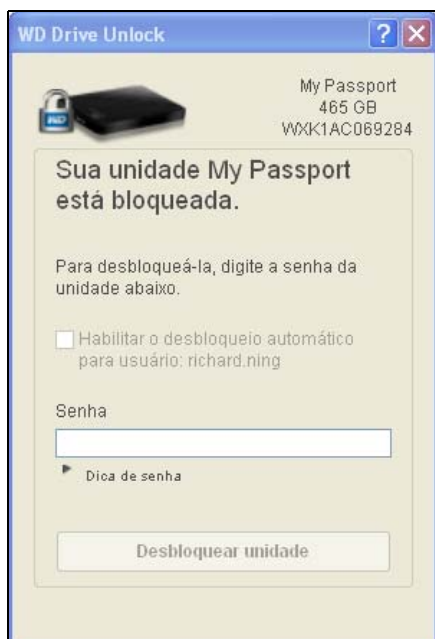 WD Drive Unlock
?
WD
My Passport
465 GB
WXK1AC069284
Sua unidade My Passport
está bloqueada.
Para desbloqueá-la, digite a senha da
unidade abaixo.
Habilitar o desbloqueio automático
para usuário: richard.ning
Senha
Dica de senha
Desbloquear unidade